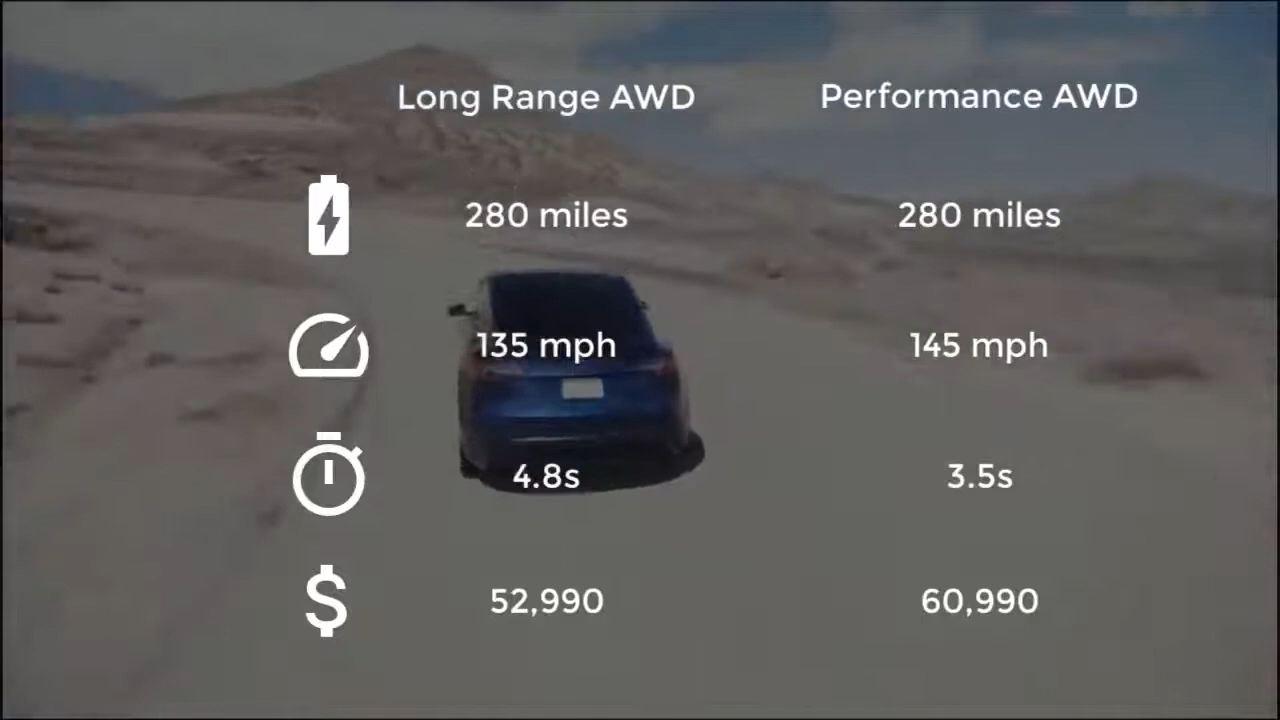 Long Range AWD Performance AWD
280 miles 280 miles
135 mph 145 mph
4.8s 3.5s
$ 52,990 60,990